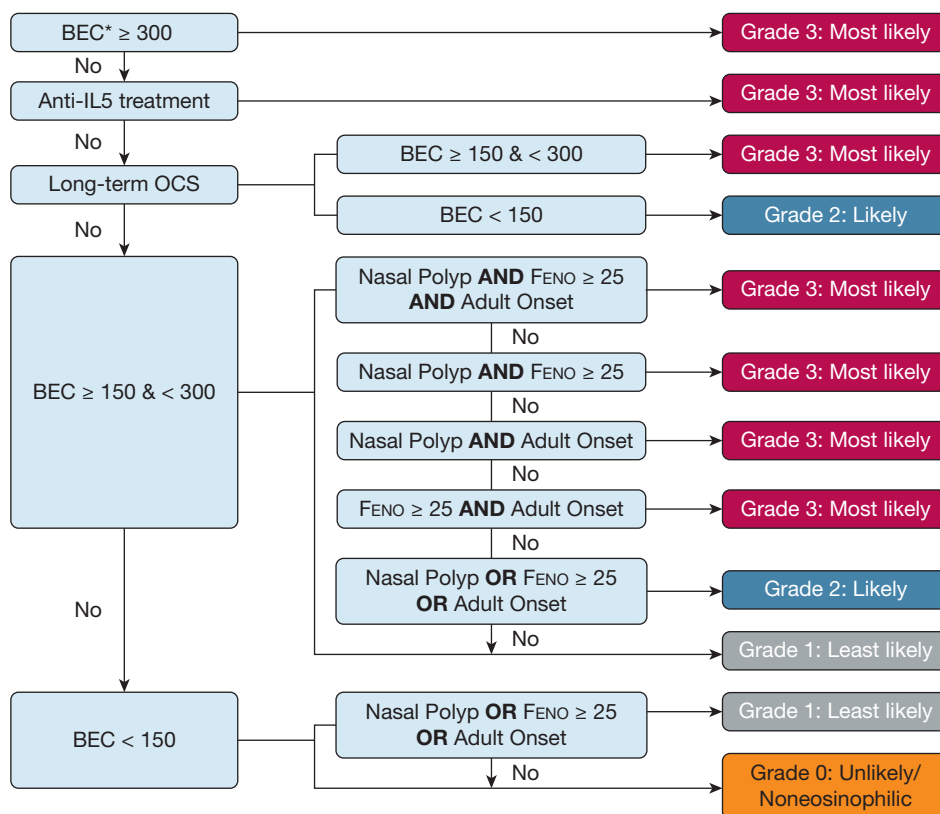 BEC* ≥ 300
Grade 3: Most likely
No
Anti-IL5 treatment
Grade 3: Most likely
No
Long-term OCS
BEC ≥ 150 & < 300
Grade 3: Most likely
BEC < 150
Grade 2: Likely
No
BEC ≥ 150 & < 300
Nasal Polyp AND FENO ≥ 25
AND Adult Onset
Grade 3: Most likely
No
Nasal Polyp AND FENO ≥ 25
Grade 3: Most likely
No
Nasal Polyp AND Adult Onset
Grade 3: Most likely
No
FENO ≥ 25 AND Adult Onset
Grade 3: Most likely
No
Nasal Polyp OR FENO ≥ 25
OR Adult Onset
Grade 2: Likely
No
Grade 1: Least likely
No
BEC < 150
Nasal Polyp OR FENO ≥ 25
OR Adult Onset
Grade 1: Least likely
No
Grade 0: Unlikely/
Noneosinophilic